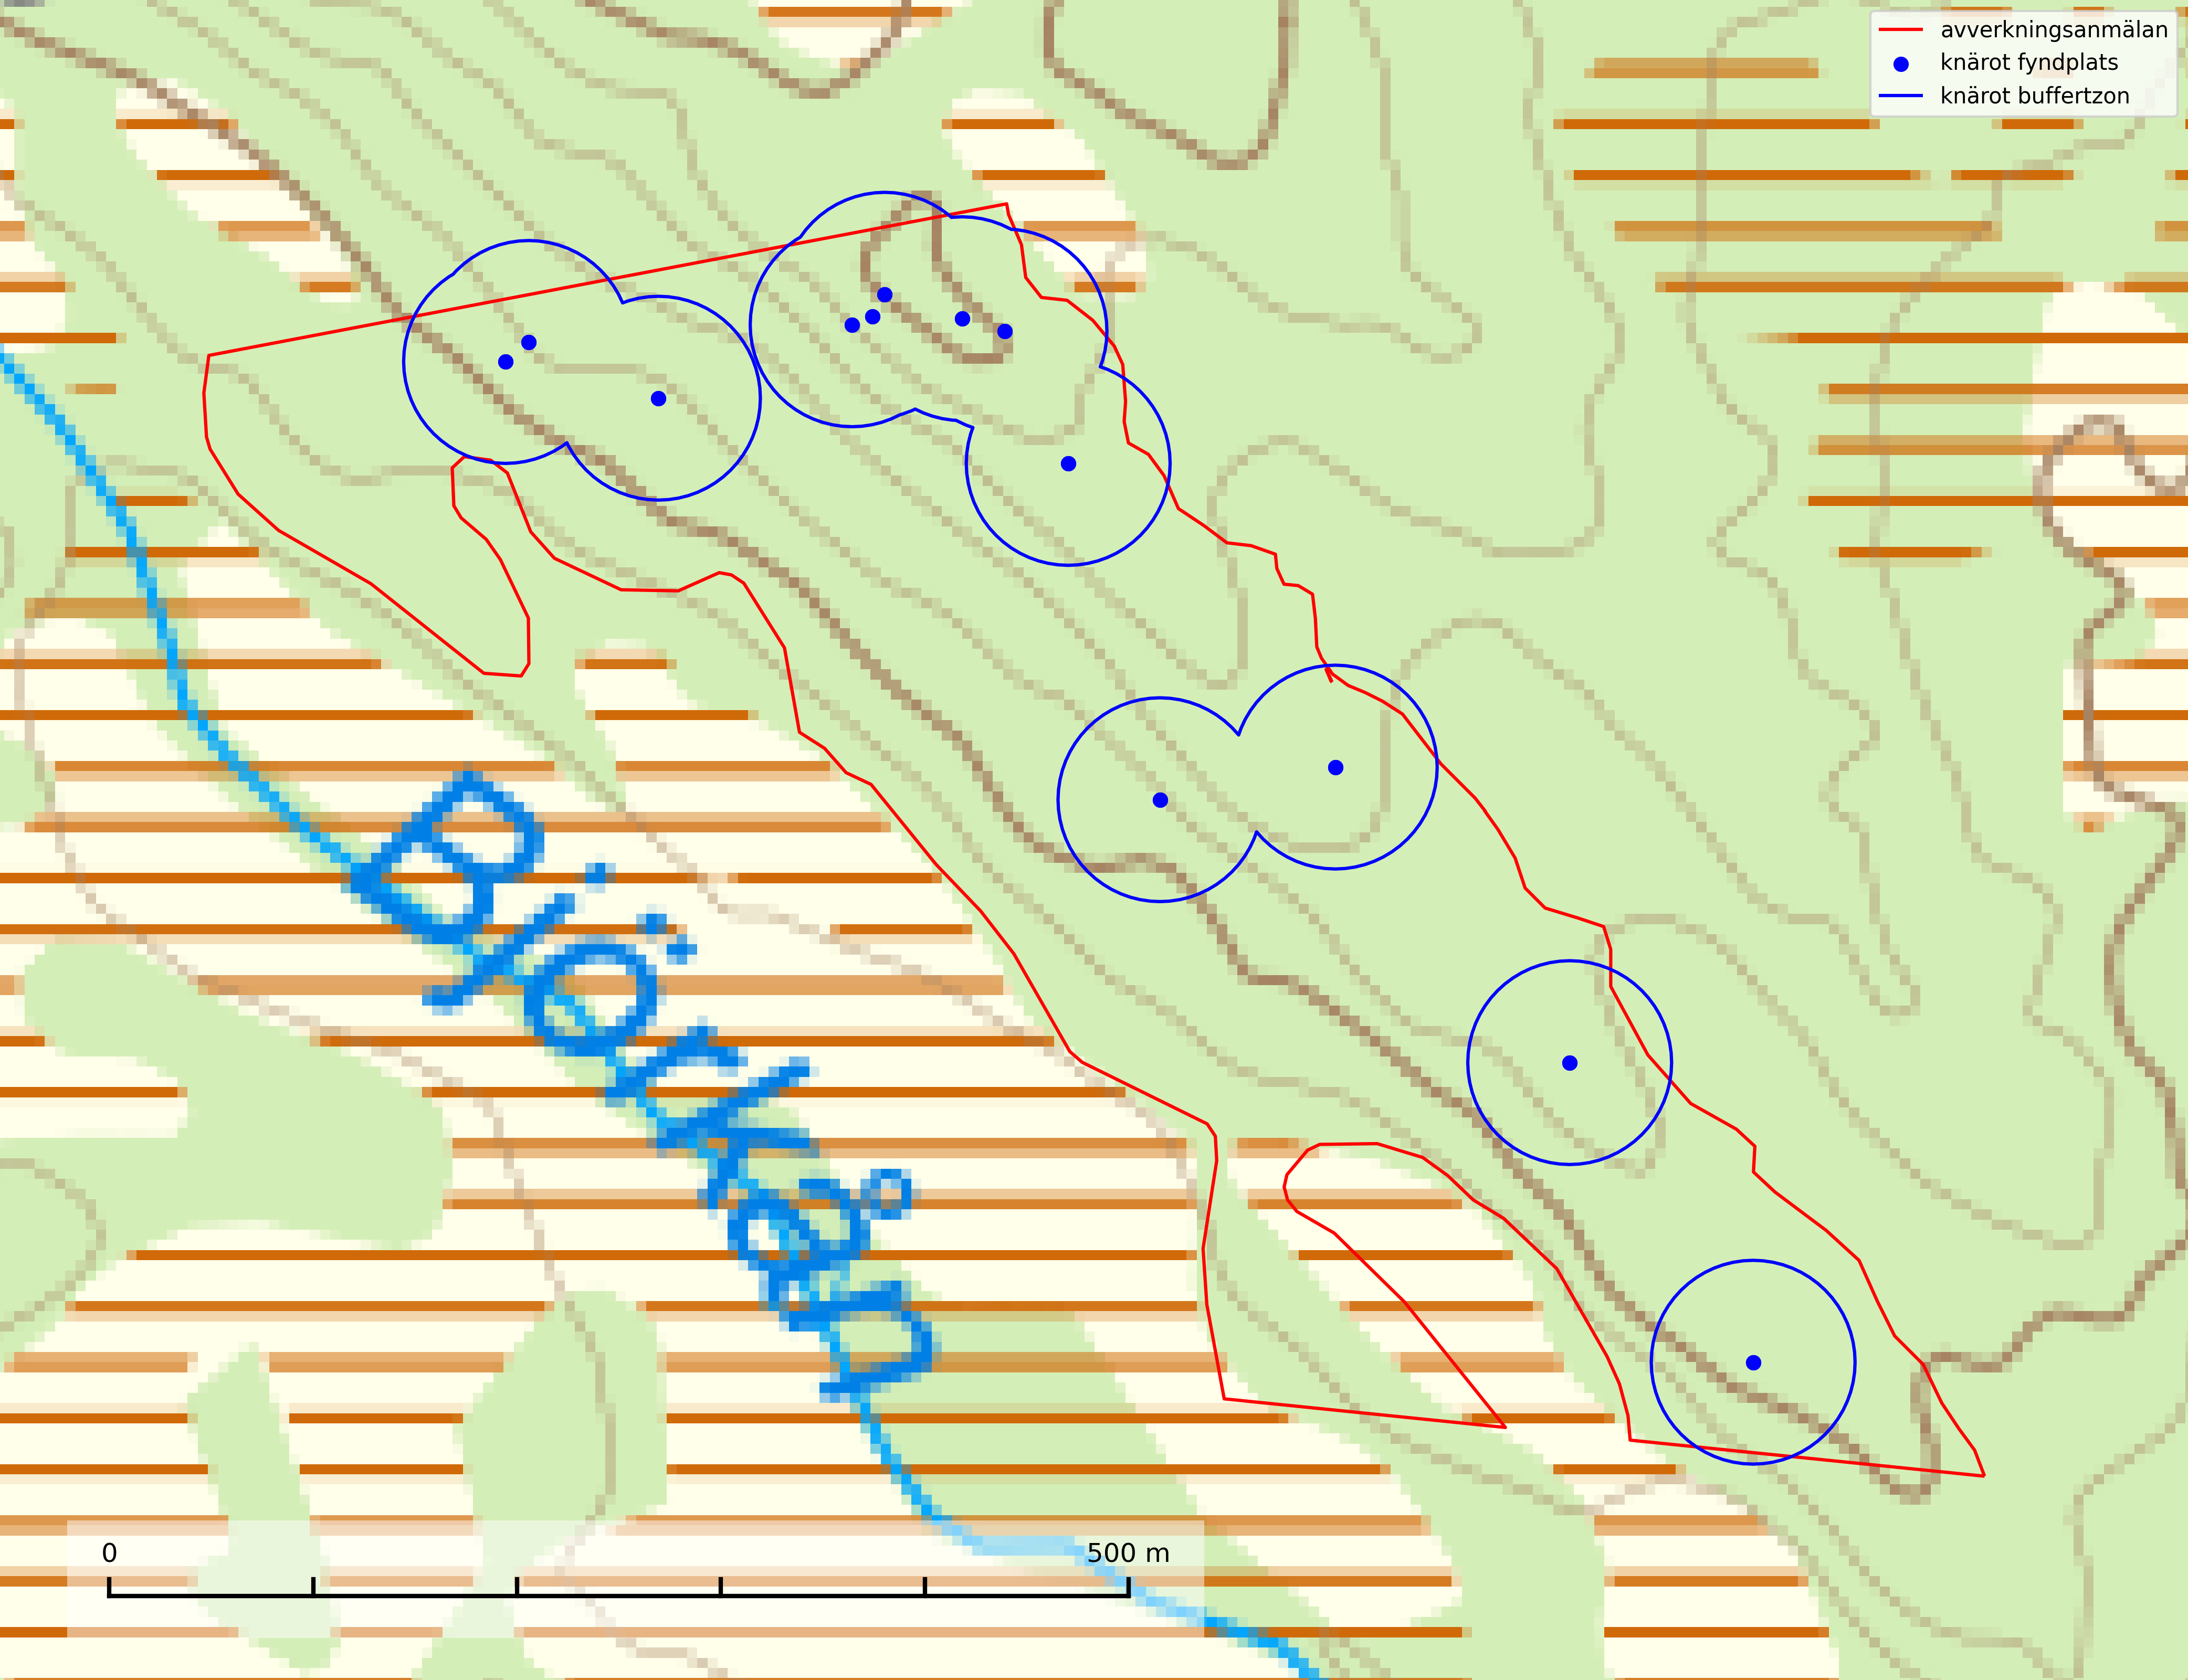 avverkningsanmälan
knärot fyndplats
knärot buffertzon
Björkån
0 500 m